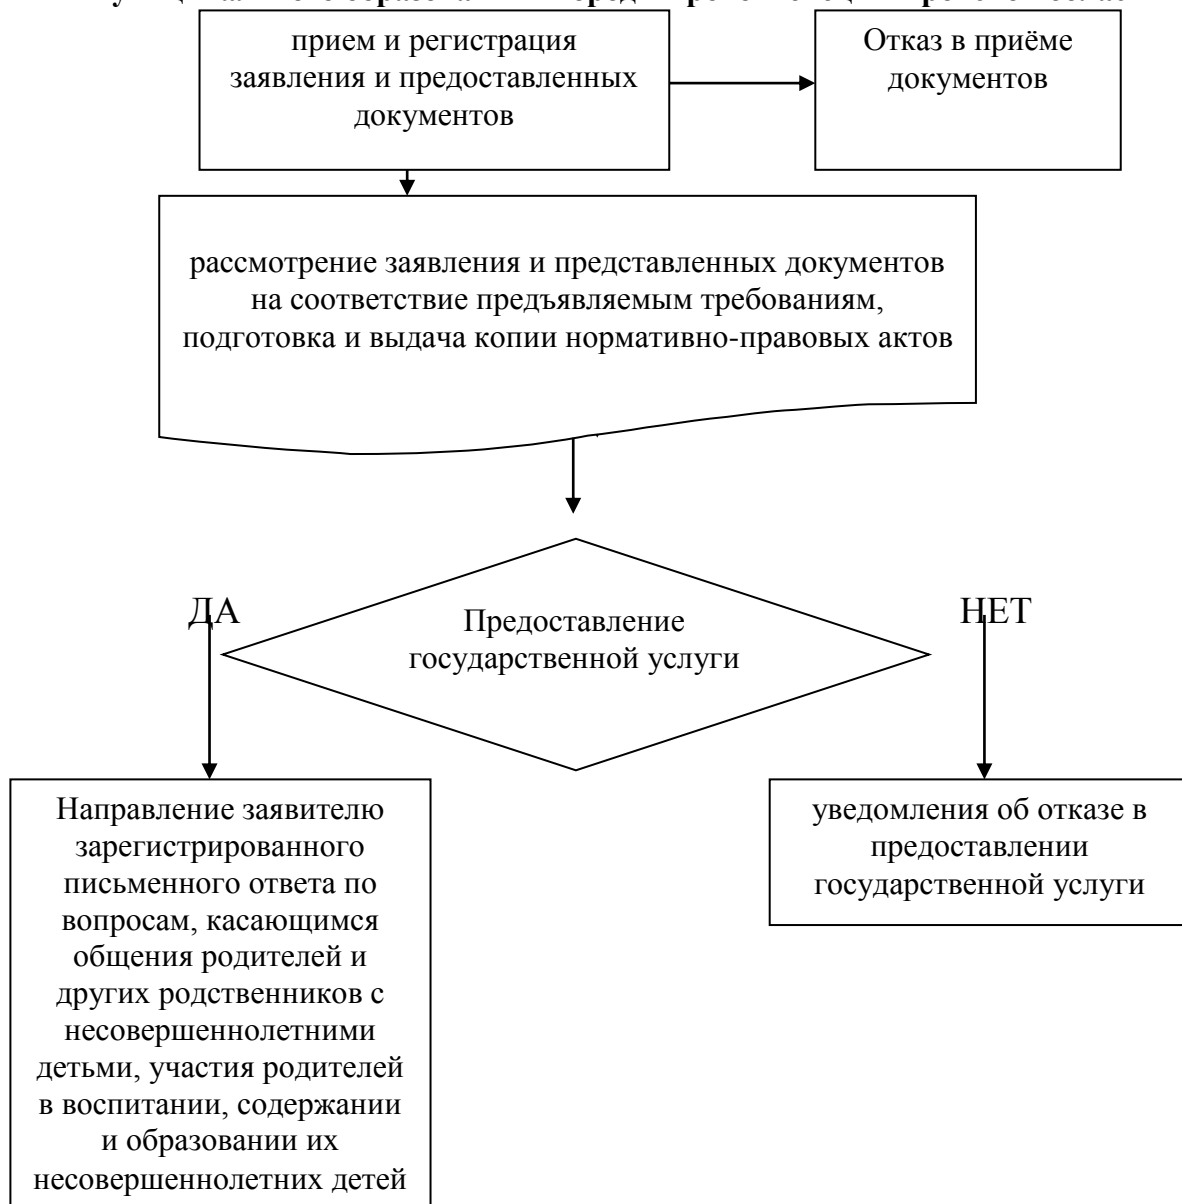 прием и регистрация
заявления и предоставленных
документов
Отказ в приёме
документов
рассмотрение заявления и представленных документов
на соответствие предъявляемым требованиям,
подготовка и выдача копии нормативно-правовых актов
ДА
Предоставление
государственной услуги
НЕТ
Направление заявителю
зарегистрированного
письменного ответа по
вопросам, касающимся
общения родителей и
других родственников с
несовершеннолетними
детьми, участия родителей
в воспитании, содержании
и образовании их
несовершеннолетних детей
уведомления об отказе в
предоставлении
государственной услуги